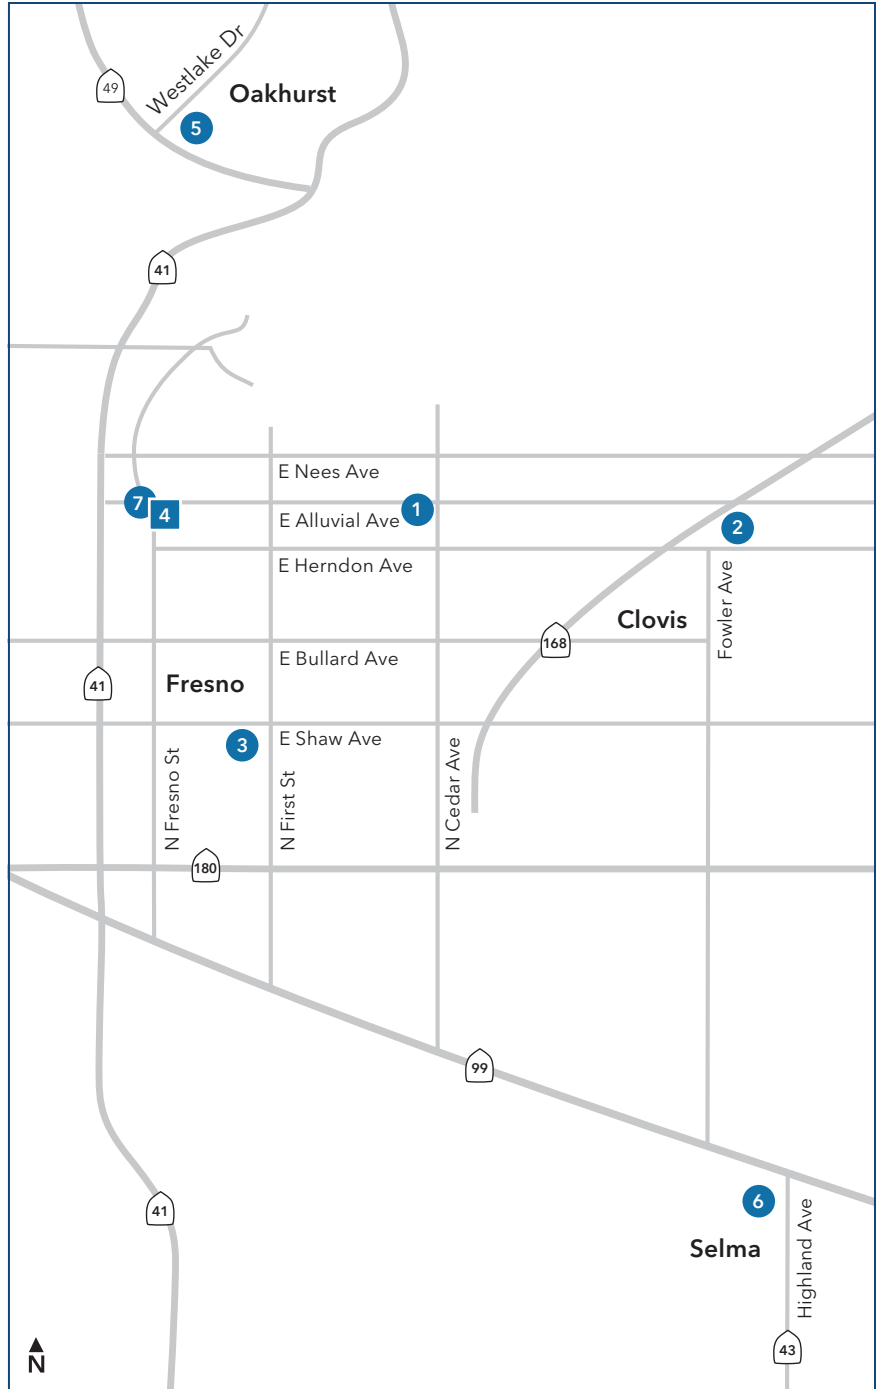 Westlake Dr
49
Oakhurst
5
41
E Nees Ave
7
4
E Alluvial Ave
1
2
E Herndon Ave
Fowler Ave
Clovis
168
E Bullard Ave
41
Fresno
3
E Shaw Ave
N Fresno St
N First St
N Cedar Ave
180
99
6
41
Selma
Highland Ave
43
N